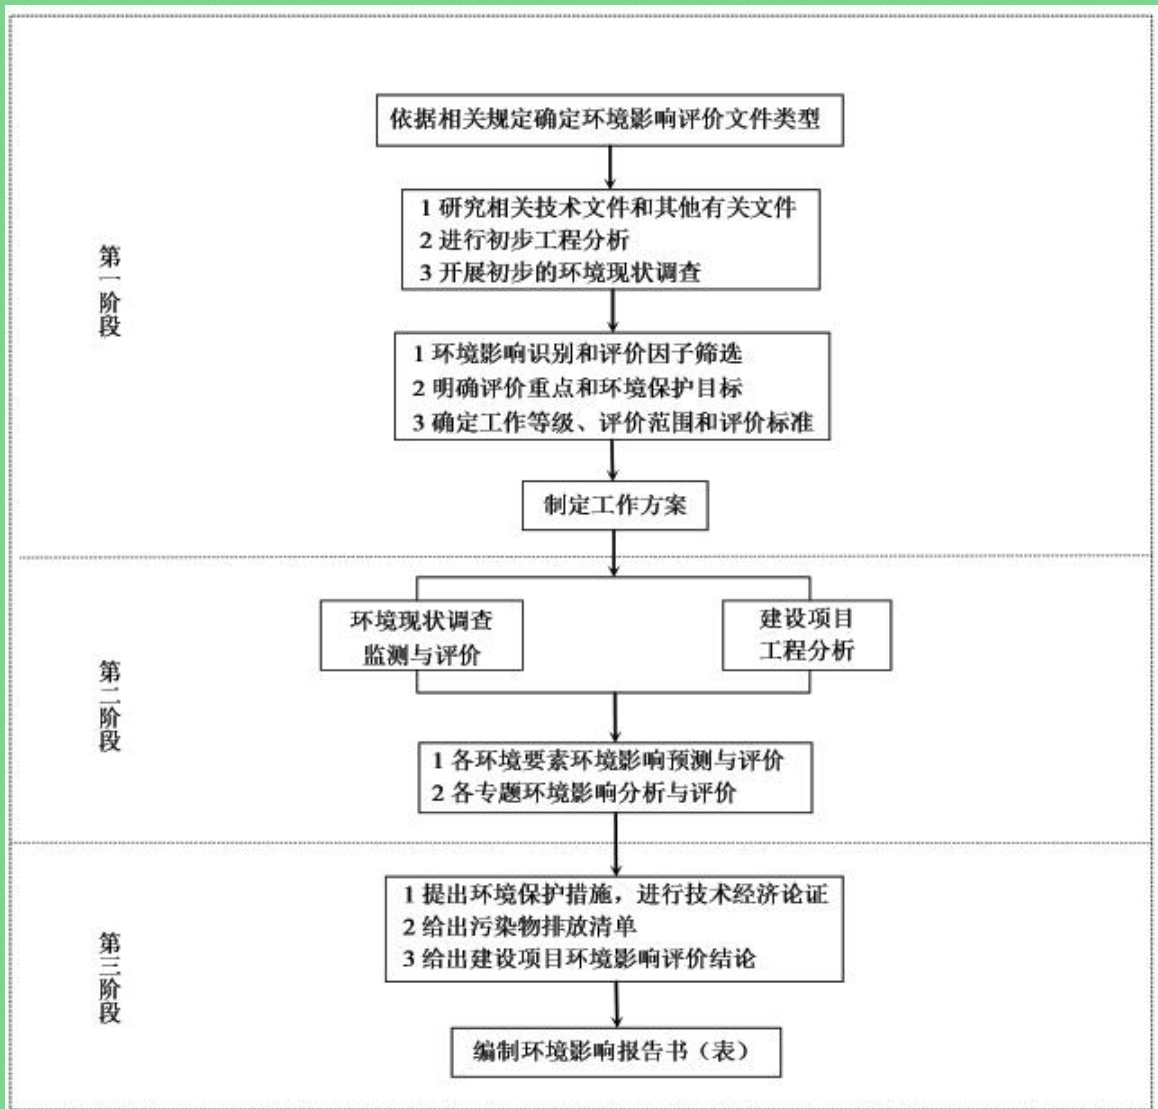 依据相关规定确定环境影响评价文件类型
1 研究相关技术文件和其他有关文件
2 进行初步工程分析
3 开展初步的环境现状调查
第一阶段
1 环境影响识别和评价因子筛选
2 明确评价重点和环境保护目标
3 确定工作等级、评价范围和评价标准
制定工作方案
环境现状调查
监测与评价
建设项目
工程分析
第二阶段
1 各环境要素环境影响预测与评价
2 各专题环境影响分析与评价
1 提出环境保护措施，进行技术经济论证
2 给出污染物排放清单
3 给出建设项目环境影响评价结论
第三阶段
编制环境影响报告书（表）